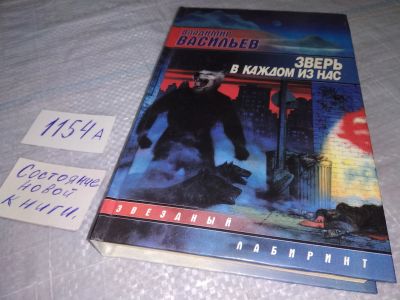 ВЛАДИМИР
ВАСИЛЬЕВ
ЗВЕРЬ
В КАЖДОМ ИЗ НАС
1154А
Состояние
новой
книги.
ЗВЕЗДНЫЙ
ЛАБИРИНТ